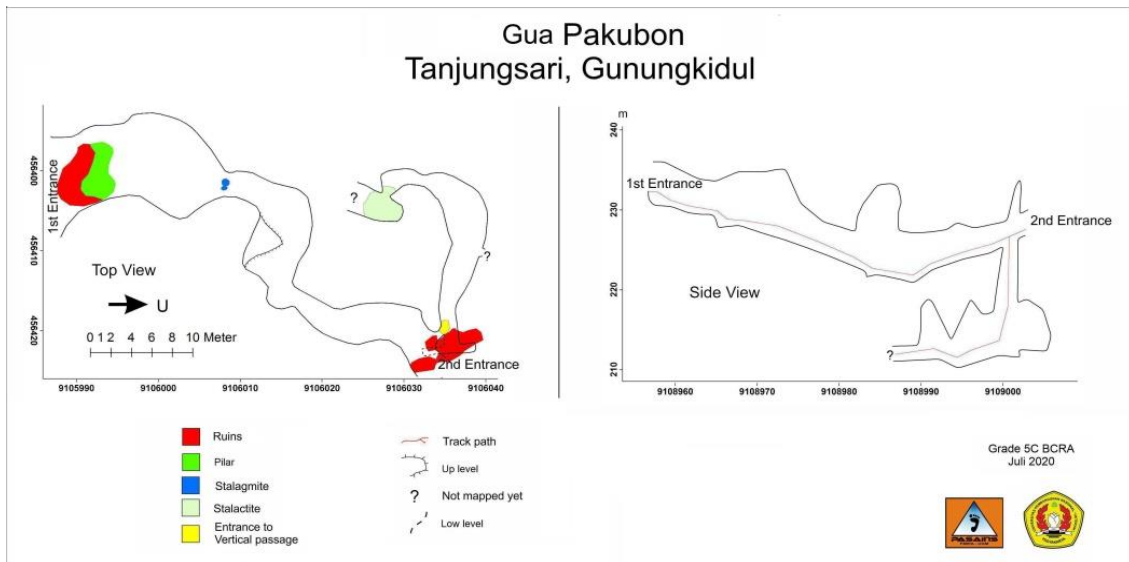 Gua Pakubon
Tanjungsari, Gunungkidul
456400
456410
456420
1st Entrance
Top View
U
0 1 2 4 6 8 10 Meter
?
?
2nd Entrance
9105990
9106000
9106010
9106020
9106030
9106040
m
240
230
220
210
1st Entrance
2nd Entrance
Side View
?
9108960
9108970
9108980
9108990
9109000
Ruins
Pilar
Stalagmite
Stalactite
Entrance to
Vertical passage
Track path
Up level
? Not mapped yet
Low level
Grade 5C BCRA
Juli 2020
PASAINS